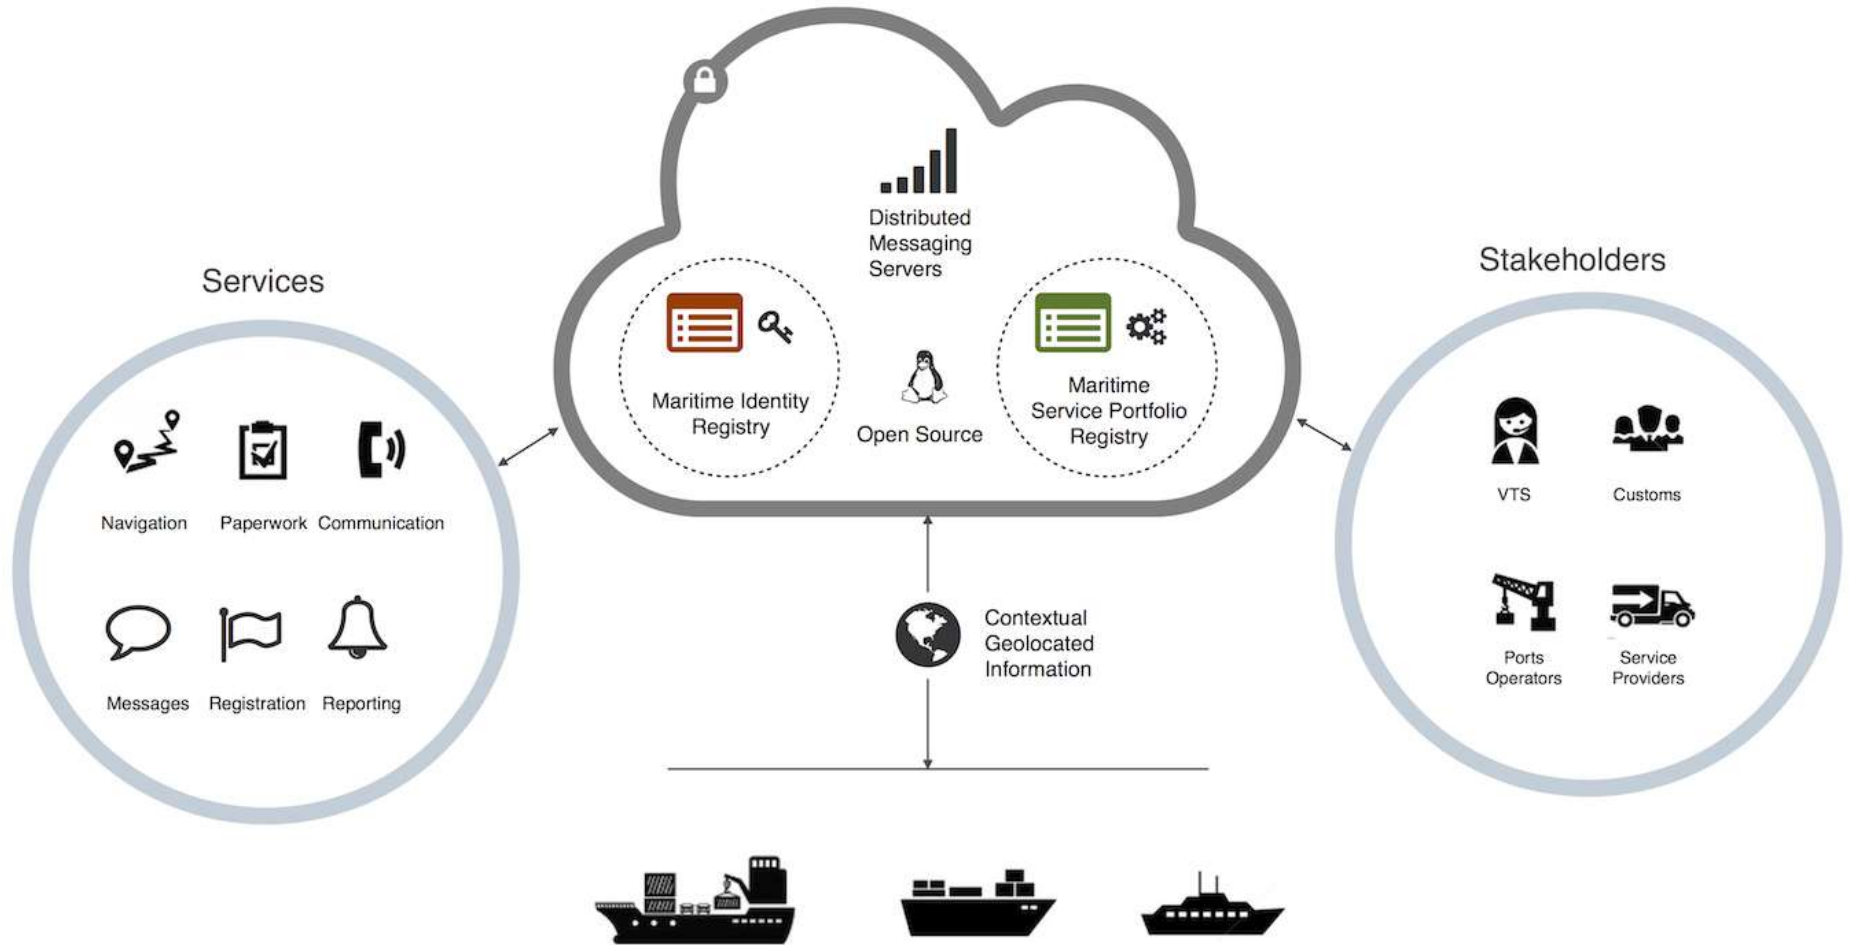 Distributed
Messaging
Servers
Services
Stakeholders
Maritime Identity
Registry
Open Source
Maritime
Service Portfolio
Registry
Navigation
Paperwork
Communication
VTS
Customs
Messages
Registration
Reporting
Contextual
Geolocated
Information
Ports
Operators
Service
Providers